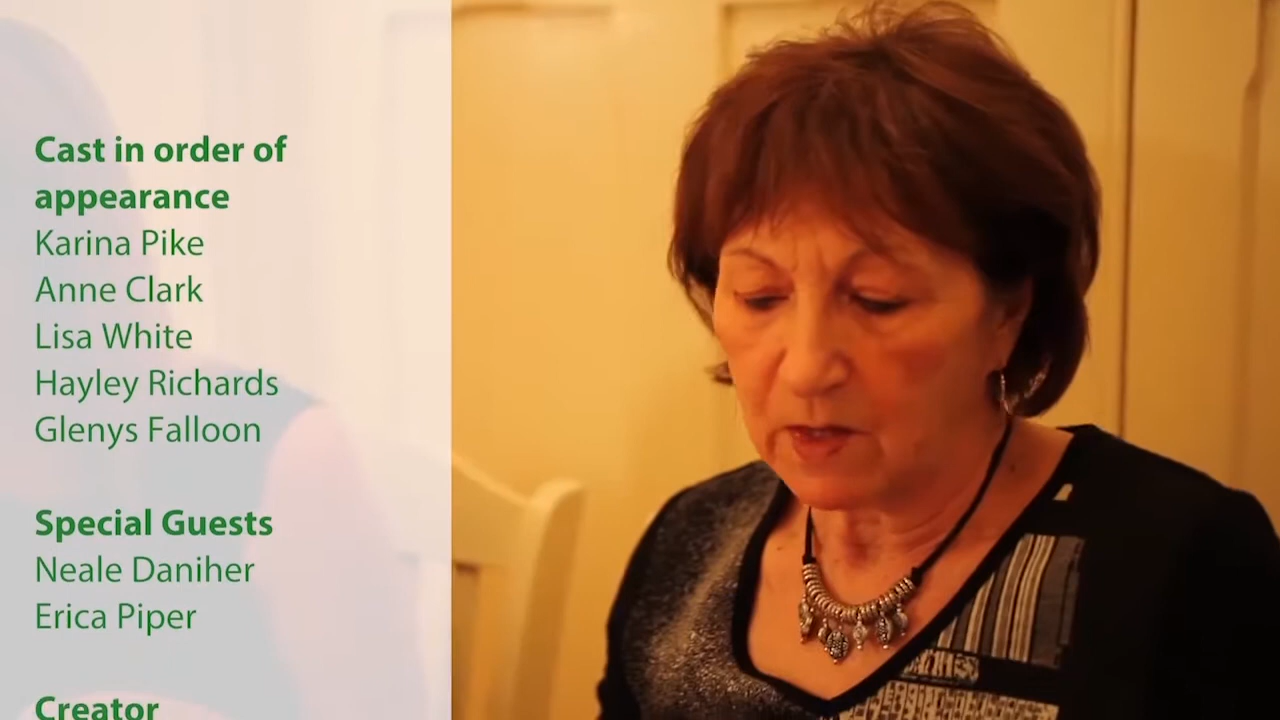 Cast in order of
appearance
Karina Pike
Anne Clark
Lisa White
Hayley Richards
Glenys Falloon
Special Guests
Neale Daniher
Erica Piper
Creator